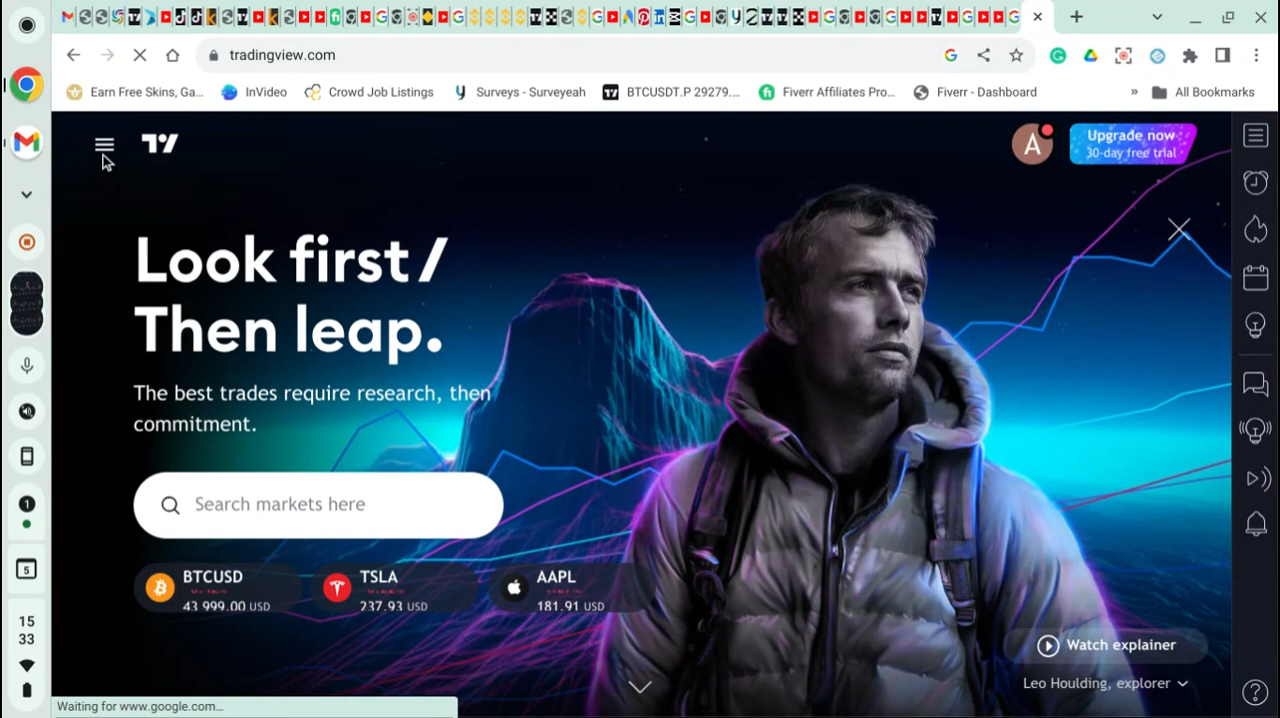 tradingview.com
Earn Free Skins, Ga...
InVideo
Crowd Job Listings
Surveys - Surveyeah
BTCUSDT.P 29279....
Fiverr Affiliates Pro...
Fiverr - Dashboard
»
All Bookmarks
A
Upgrade now
30-day free trial
Look first/
Then leap.
The best trades require research, then
commitment.
Search markets here
BTCUSD
43 999.00 USD
TSLA
237.93 USD
AAPL
181.91 USD
Watch explainer
Leo Houlding, explorer
1
5
15
33
Waiting for www.google.com...